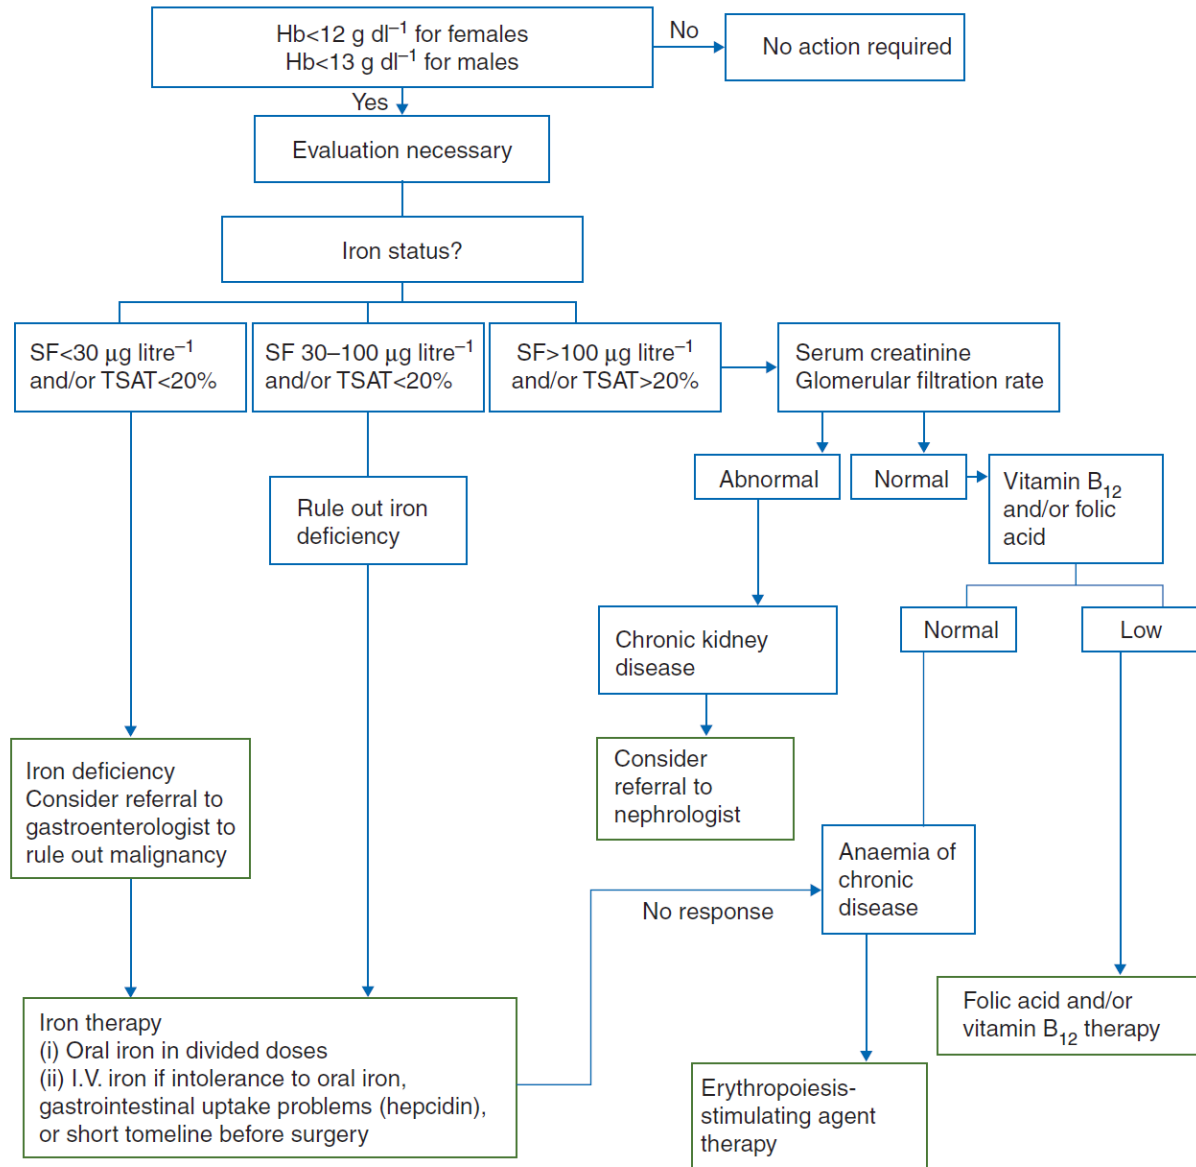 Hb<12 g dl⁻¹ for females
Hb<13 g dl⁻¹ for males
No
No action required
Yes
Evaluation necessary
Iron status?
SF<30 μg litre⁻¹
and/or TSAT<20%
SF 30–100 μg litre⁻¹
and/or TSAT<20%
SF>100 μg litre⁻¹
and/or TSAT>20%
Serum creatinine
Glomerular filtration rate
Abnormal
Normal
Vitamin B₁₂
and/or folic
acid
Rule out iron
deficiency
Chronic kidney
disease
Normal
Low
Iron deficiency
Consider referral to
gastroenterologist to
rule out malignancy
Consider
referral to
nephrologist
Anaemia of
chronic
disease
No response
Iron therapy
(i) Oral iron in divided doses
(ii) I.V. iron if intolerance to oral iron,
gastrointestinal uptake problems (hepcidin),
or short tomeline before surgery
Folic acid and/or
vitamin B₁₂ therapy
Erythropoiesis-
stimulating agent
therapy